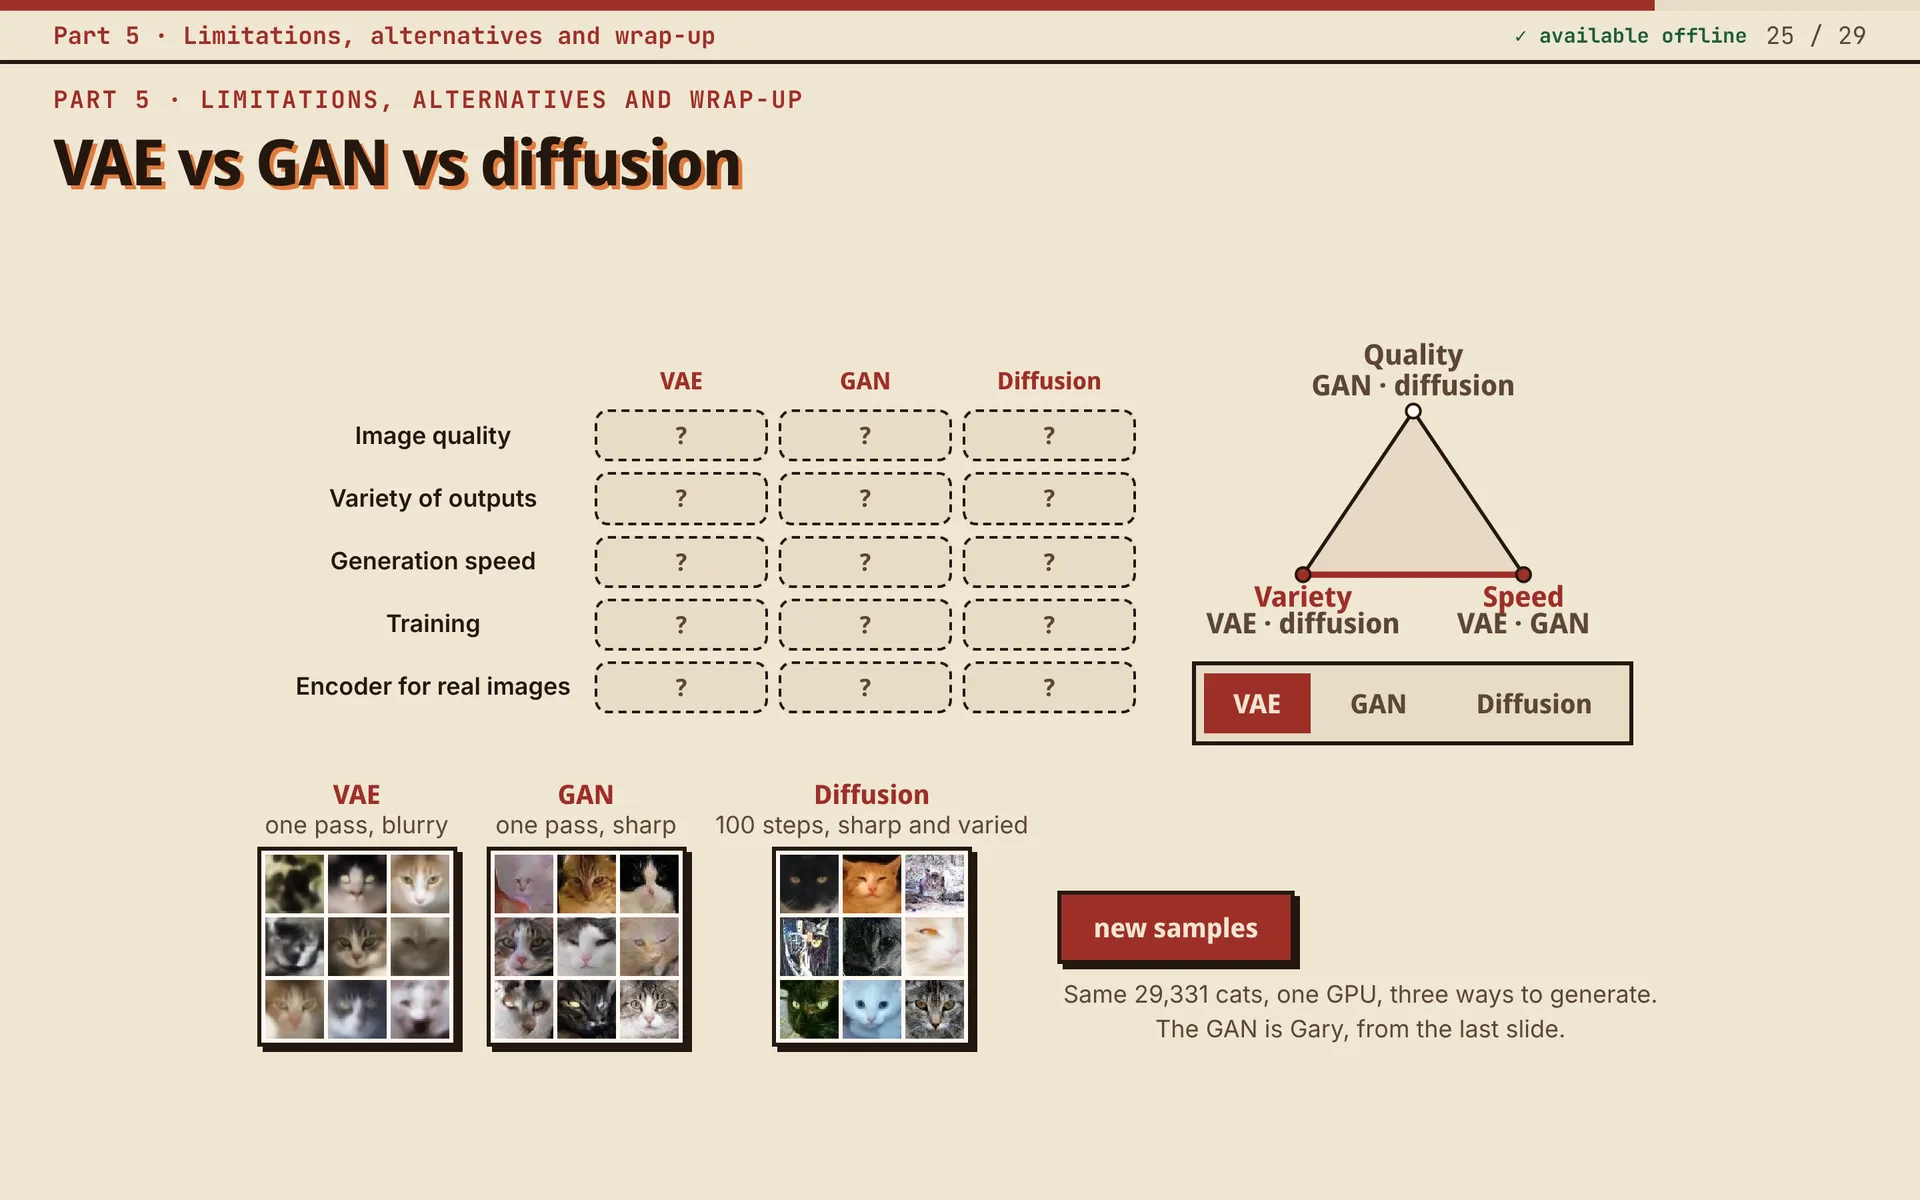 Part 5 · Limitations, alternatives and wrap-up
✓ available offline 25 / 29
PART 5 · LIMITATIONS, ALTERNATIVES AND WRAP-UP
VAE vs GAN vs diffusion
VAE GAN Diffusion
Image quality ? ? ?
Variety of outputs ? ? ?
Generation speed ? ? ?
Training ? ? ?
Encoder for real images ? ? ?
Quality
GAN · diffusion
Variety
VAE · diffusion
Speed
VAE · GAN
VAE GAN Diffusion
VAE
one pass, blurry
GAN
one pass, sharp
Diffusion
100 steps, sharp and varied
new samples
Same 29,331 cats, one GPU, three ways to generate.
The GAN is Gary, from the last slide.